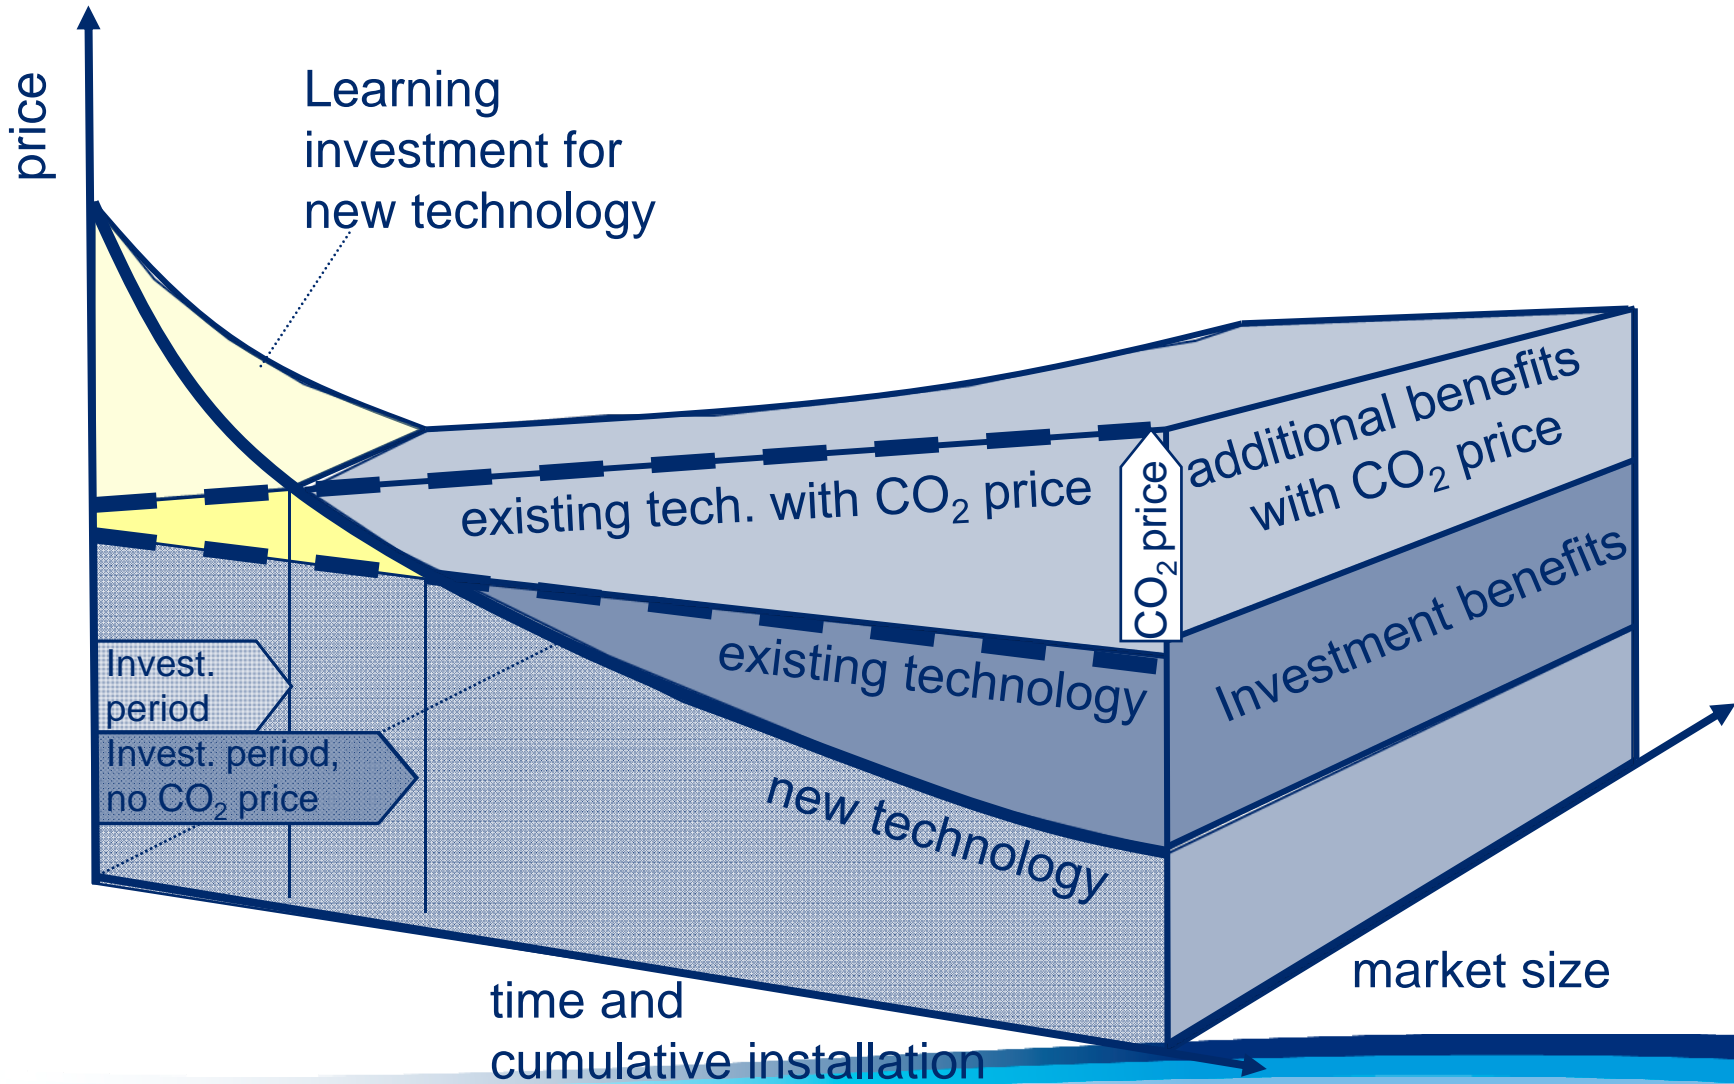 price
Learning
investment for
new technology
additional benefits
with CO₂ price
existing tech. with CO₂ price
CO₂ price
Investment benefits
existing technology
Invest.
period
Invest. period,
no CO₂ price
new technology
market size
time and
cumulative installation